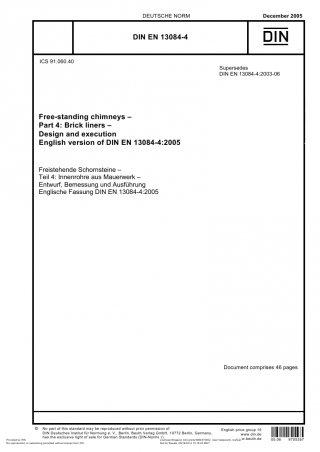 DEUTSCHE NORM
December 2005
DIN EN 13084-4
DIN
ICS 91.060.40
Supersedes
DIN EN 13084-4:2003-06
Free-standing chimneys –
Part 4: Brick liners –
Design and execution
English version of DIN EN 13084-4:2005
Freistehende Schornsteine –
Teil 4: Innenrohre aus Mauerwerk –
Entwurf, Bemessung und Ausführung
Englische Fassung DIN EN 13084-4:2005
Document comprises 46 pages
© No part of this standard may be reproduced without prior permission of
DIN Deutsches Institut für Normung e. V., Berlin. Beuth Verlag GmbH, 10772 Berlin, Germany,
has the exclusive right of sale for German Standards (DIN-Normen).
English price group 18
www.din.de
www.beuth.de
05.06
9705357